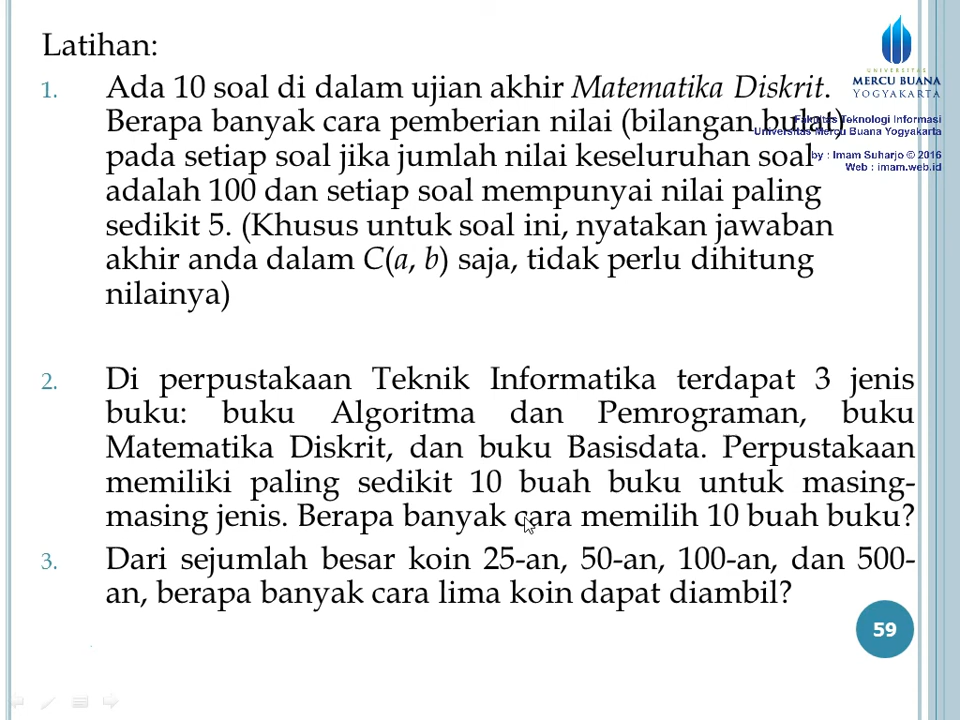 Latihan:
1. Ada 10 soal di dalam ujian akhir Matematika Diskrit.
Berapa banyak cara pemberian nilai (bilangan bulat)
pada setiap soal jika jumlah nilai keseluruhan soal
adalah 100 dan setiap soal mempunyai nilai paling
sedikit 5. (Khusus untuk soal ini, nyatakan jawaban
akhir anda dalam C(a, b) saja, tidak perlu dihitung
nilainya)
2. Di perpustakaan Teknik Informatika terdapat 3 jenis
buku: buku Algoritma dan Pemrograman, buku
Matematika Diskrit, dan buku Basisdata. Perpustakaan
memiliki paling sedikit 10 buah buku untuk masing-
masing jenis. Berapa banyak cara memilih 10 buah buku?
3. Dari sejumlah besar koin 25-an, 50-an, 100-an, dan 500-
an, berapa banyak cara lima koin dapat diambil?
UNIVERSITAS
MERCU BUANA
YOGYAKARTA
Fakultas Teknologi Informasi
Universitas Mercu Buana Yogyakarta
by : Imam Suharjo © 2016
Web : imam.web.id
59